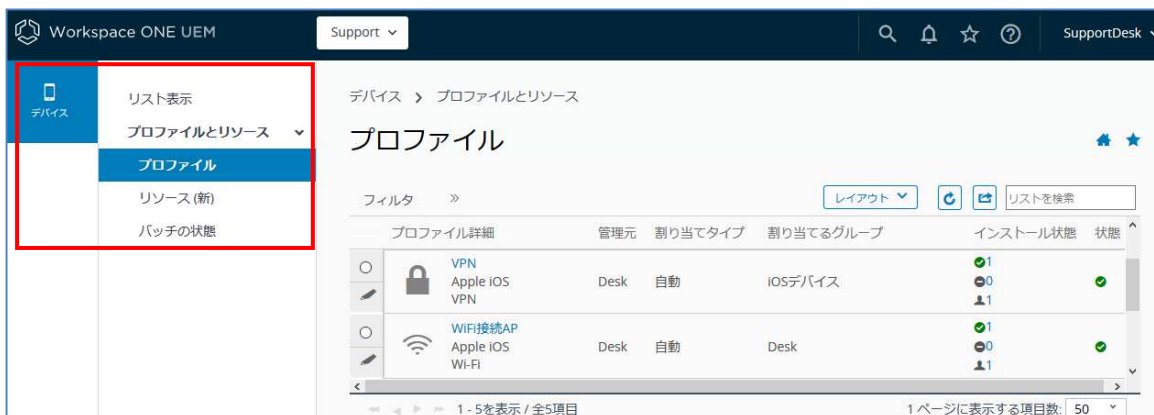 Workspace ONE UEM
Support
SupportDesk
デバイス
リスト表示
プロファイルとリソース
プロファイル
リソース (新)
バッチの状態
デバイス > プロファイルとリソース
プロファイル
フィルタ »
レイアウト
リストを検索
プロファイル詳細 管理元 割り当てタイプ 割り当てるグループ インストール状態 状態
VPN
Apple iOS
VPN
Desk 自動 iOSデバイス
1
0
1
WiFi接続AP
Apple iOS
Wi-Fi
Desk 自動 Desk
1
0
1
1 - 5を表示 / 全5項目
1 ページに表示する項目数: 50